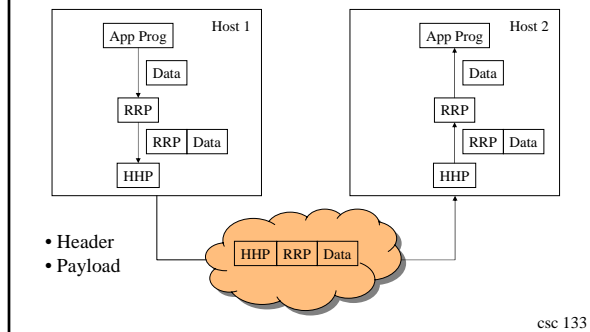 Host 1
App Prog
Data
RRP
RRP Data
HHP
Host 2
App Prog
Data
RRP
RRP Data
HHP
• Header
• Payload
HHP RRP Data
csc 133